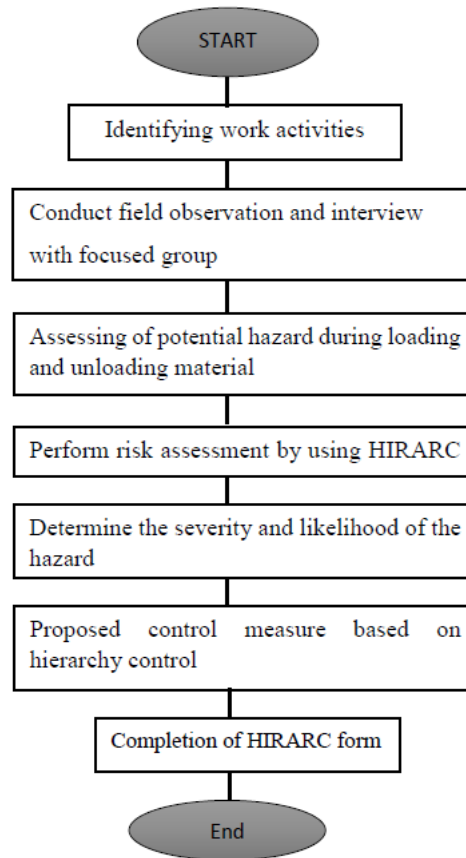 START
Identifying work activities
Conduct field observation and interview
with focused group
Assessing of potential hazard during loading
and unloading material
Perform risk assessment by using HIRARC
Determine the severity and likelihood of the
hazard
Proposed control measure based on
hierarchy control
Completion of HIRARC form
End